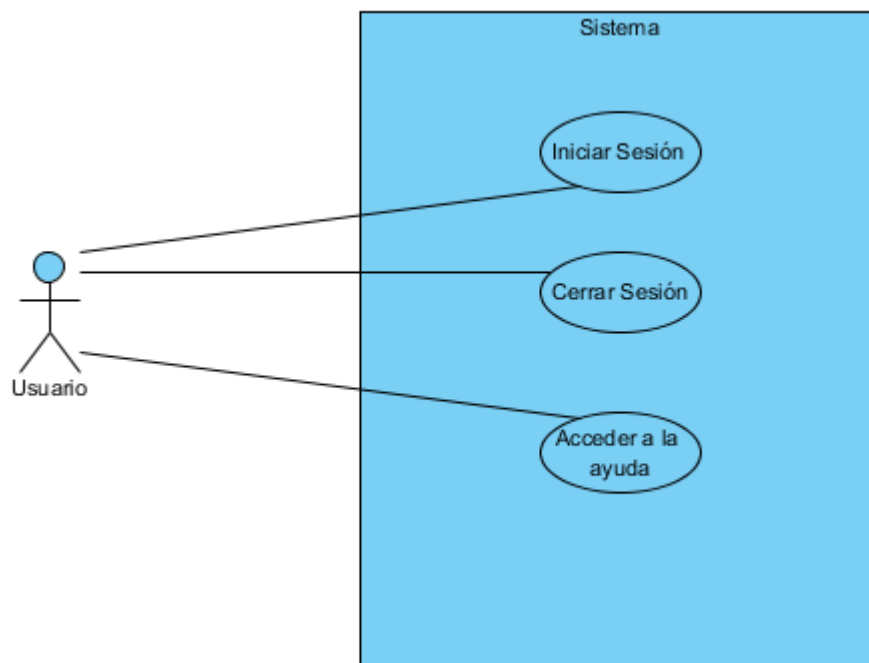 Sistema
Iniciar Sesión
Cerrar Sesión
Usuario
Acceder a la
ayuda